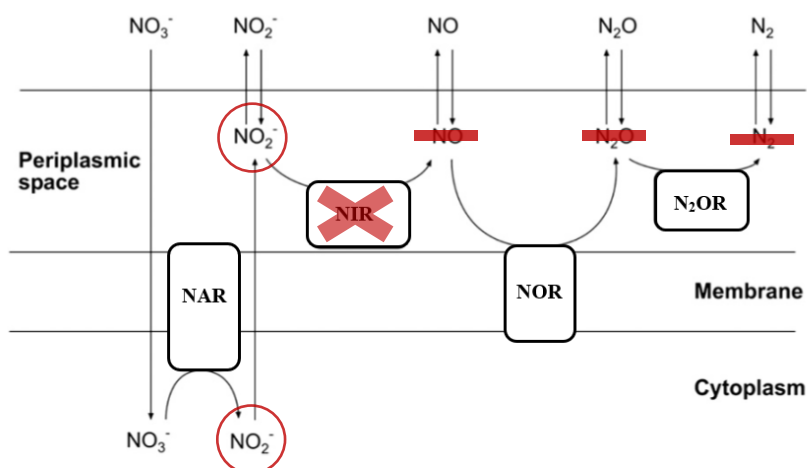 NO₃⁻ NO₂⁻ NO N₂O N₂
NO₂⁻ NO N₂O N₂
Periplasmic
space
NIR N₂OR
NAR NOR Membrane
Cytoplasm
NO₃⁻ NO₂⁻